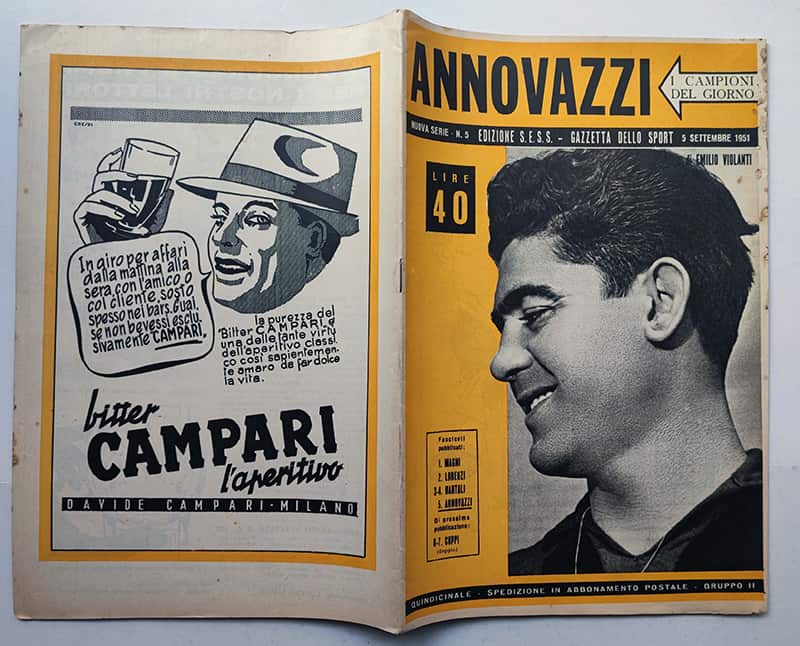 In giro per affari
dalla mattina alla
sera, con l'amico o
col cliente, sosto
spesso nei bars. Guai,
se non bevessi esclu-
sivamente CAMPARI.
la purezza del
"Bitter CAMPARI„ è
una delle tante virtù
dell'aperitivo classi-
co così sapientemen-
te amaro da far dolce
la vita.
bitter
CAMPARI
l'aperitivo
DAVIDE CAMPARI-MILANO
ANNOVAZZI
I CAMPIONI
DEL GIORNO
NUOVA SERIE - N. 5 EDIZIONE S.E.S.S. - GAZZETTA DELLO SPORT 5 SETTEMBRE 1951
di EMILIO VIOLANTI
LIRE
40
Fascicoli
pubblicati:
1. MAGNI
2. LORENZI
3-4. BARTALI
5. ANNOVAZZI
Di prossima
pubblicazione:
6-7. COPPI
(doppio)
QUINDICINALE - SPEDIZIONE IN ABBONAMENTO POSTALE - GRUPPO II